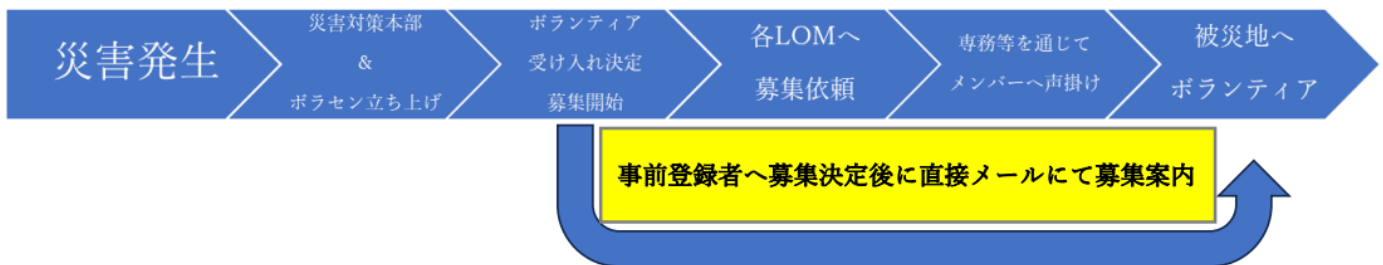 災害発生
災害対策本部
&
ボラセン立ち上げ
ボランティア
受け入れ決定
募集開始
各LOMへ
募集依頼
専務等を通じて
メンバーへ声掛け
被災地へ
ボランティア
事前登録者へ募集決定後に直接メールにて募集案内